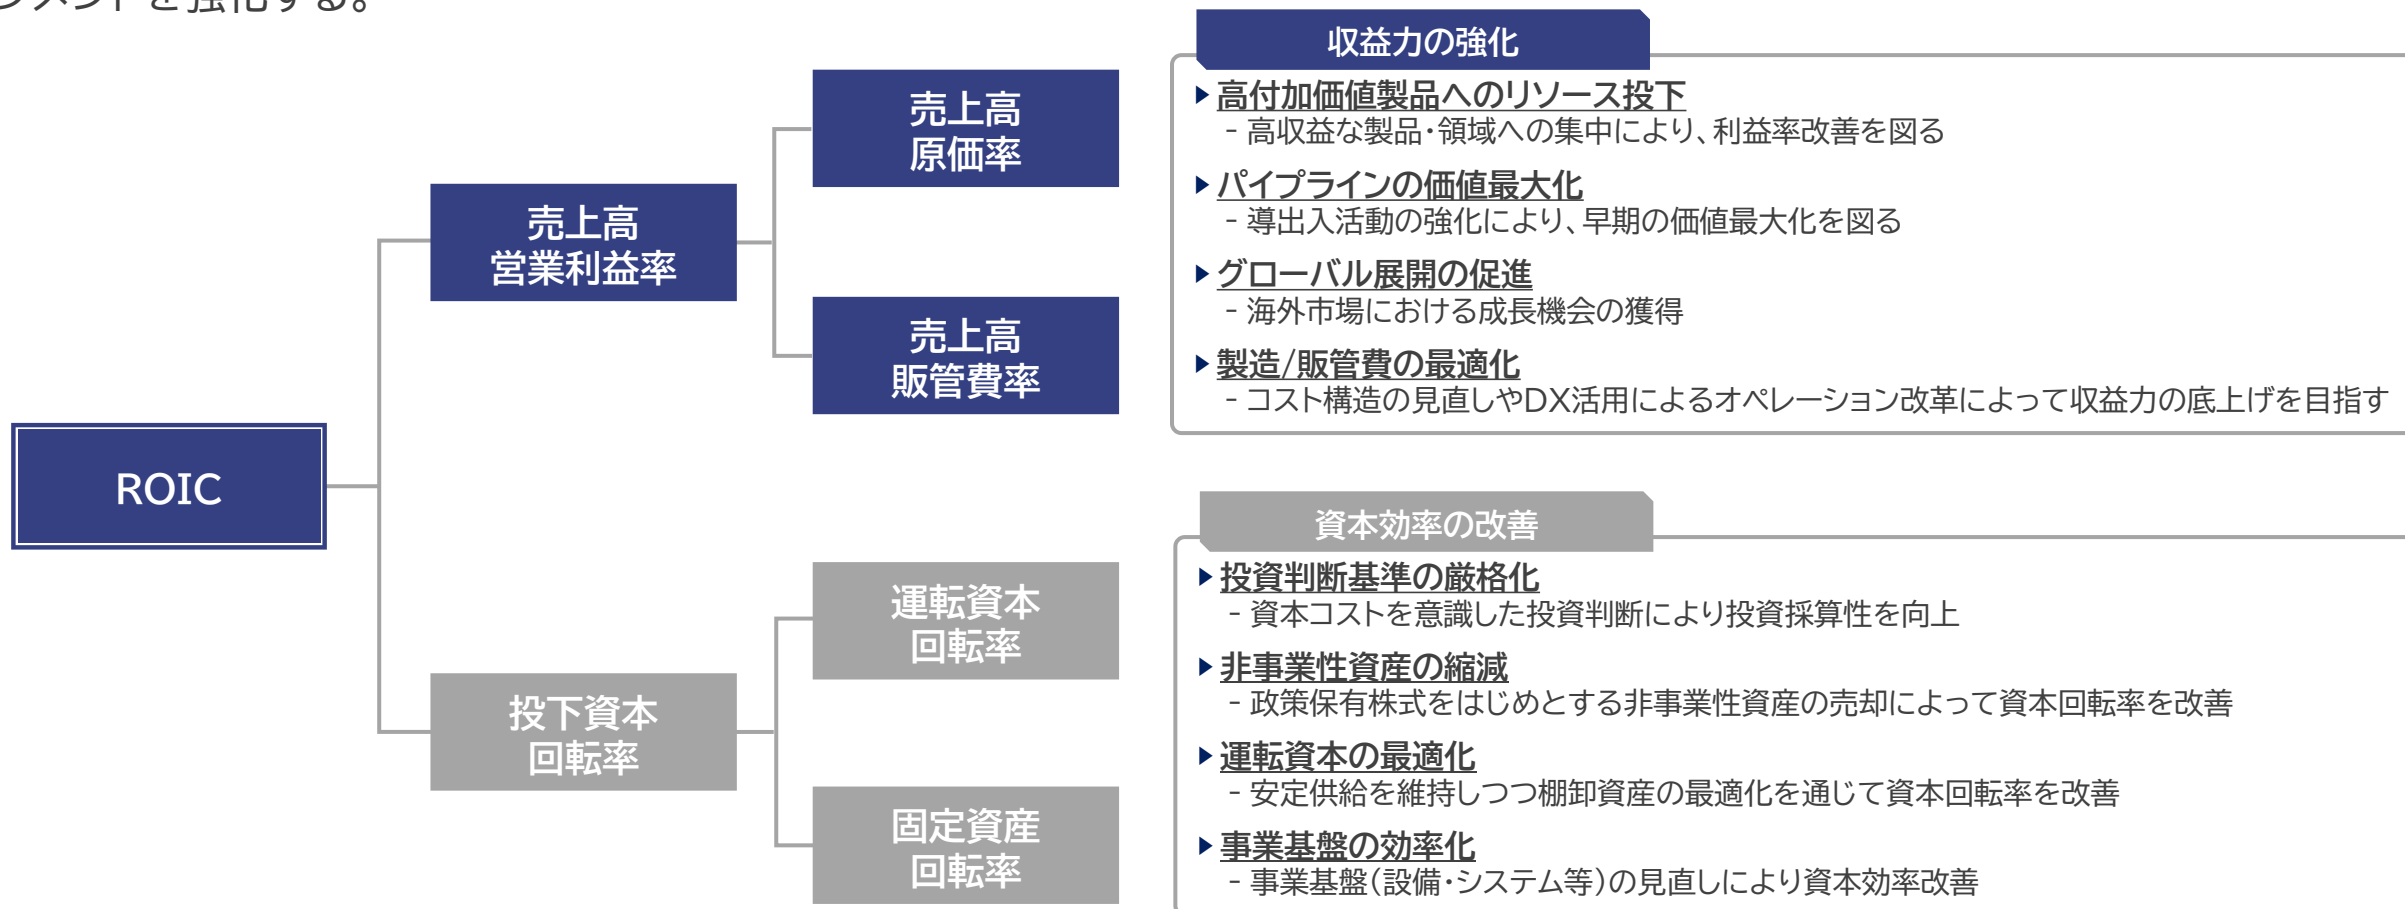 ジメントを強化する。
ROIC
売上高
営業利益率
投下資本
回転率
売上高
原価率
売上高
販管費率
運転資本
回転率
固定資産
回転率
収益力の強化
▶高付加価値製品へのリソース投下
- 高収益な製品・領域への集中により、利益率改善を図る
▶パイプラインの価値最大化
- 導出入活動の強化により、早期の価値最大化を図る
▶グローバル展開の促進
- 海外市場における成長機会の獲得
▶製造/販管費の最適化
- コスト構造の見直しやDX活用によるオペレーション改革によって収益力の底上げを目指す
資本効率の改善
▶投資判断基準の厳格化
- 資本コストを意識した投資判断により投資採算性を向上
▶非事業性資産の縮減
- 政策保有株式をはじめとする非事業性資産の売却によって資本回転率を改善
▶運転資本の最適化
- 安定供給を維持しつつ棚卸資産の最適化を通じて資本回転率を改善
▶事業基盤の効率化
- 事業基盤（設備・システム等）の見直しにより資本効率改善